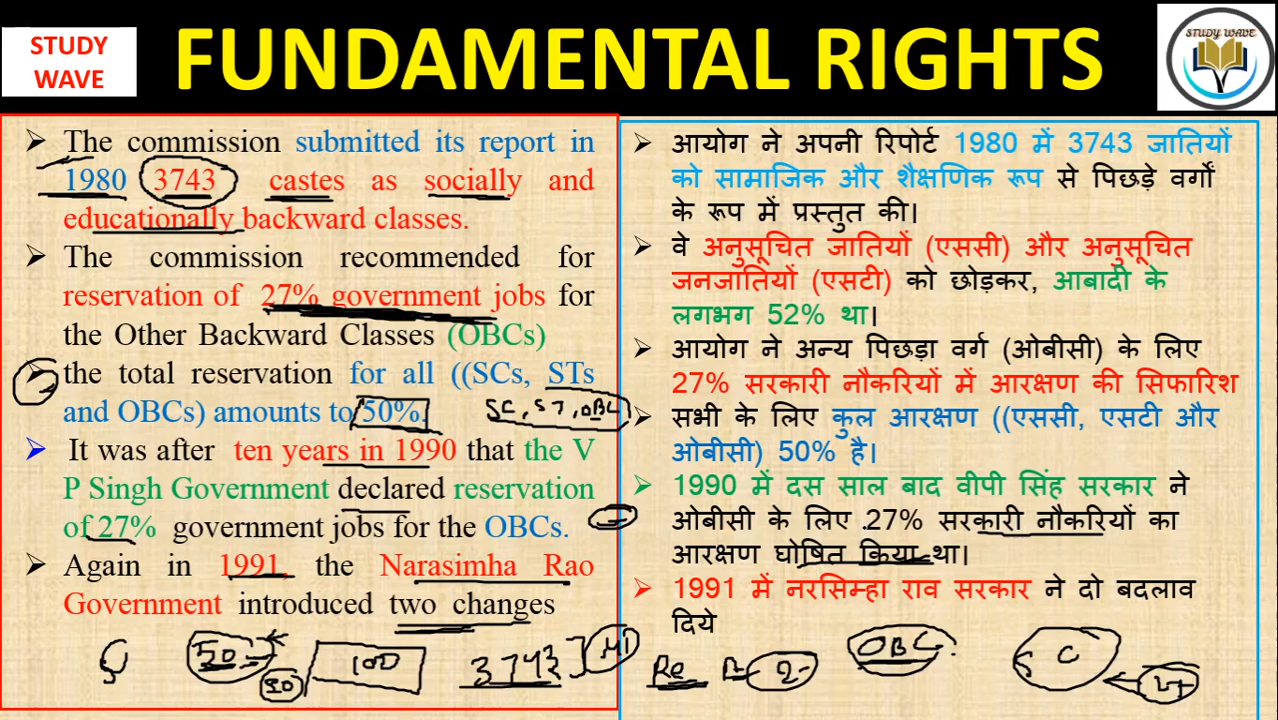 STUDY
WAVE
FUNDAMENTAL RIGHTS
STUDY WAVE
The commission submitted its report in
1980 3743 castes as socially and
educationally backward classes.
The commission recommended for
reservation of 27% government jobs for
the Other Backward Classes (OBCs)
the total reservation for all ((SCs, STs
and OBCs) amounts to 50%.
SC, ST, OBC
It was after ten years in 1990 that the V
P Singh Government declared reservation
of 27% government jobs for the OBCs.
Again in 1991, the Narasimha Rao
Government introduced two changes
आयोग ने अपनी रिपोर्ट 1980 में 3743 जातियों
को सामाजिक और शैक्षणिक रूप से पिछड़े वर्गों
के रूप में प्रस्तुत की।
वे अनुसूचित जातियों (एससी) और अनुसूचित
जनजातियों (एसटी) को छोड़कर, आबादी के
लगभग 52% था।
आयोग ने अन्य पिछड़ा वर्ग (ओबीसी) के लिए
27% सरकारी नौकरियों में आरक्षण की सिफारिश
सभी के लिए कुल आरक्षण ((एससी, एसटी और
ओबीसी) 50% है।
1990 में दस साल बाद वीपी सिंह सरकार ने
ओबीसी के लिए .27% सरकारी नौकरियों का
आरक्षण घोषित किया था।
1991 में नरसिम्हा राव सरकार ने दो बदलाव
दिये
50 50 100 3743 Re OBC